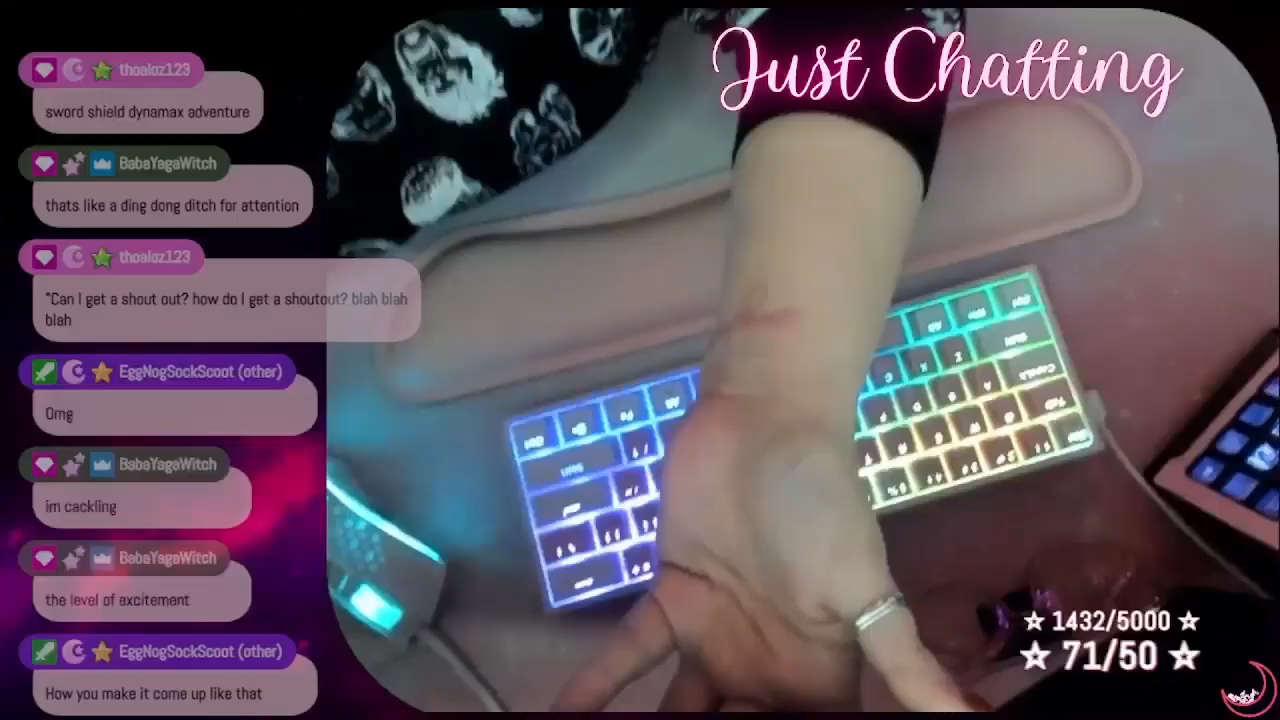 Just Chatting
thoaloz123
sword shield dynamax adventure
BabaYagaWitch
thats like a ding dong ditch for attention
thoaloz123
"Can I get a shout out? how do I get a shoutout? blah blah
blah
EggNogSockScoot (other)
Omg
BabaYagaWitch
im cackling
BabaYagaWitch
the level of excitement
EggNogSockScoot (other)
How you make it come up like that
☆ 1432/5000 ☆
☆ 71/50 ☆